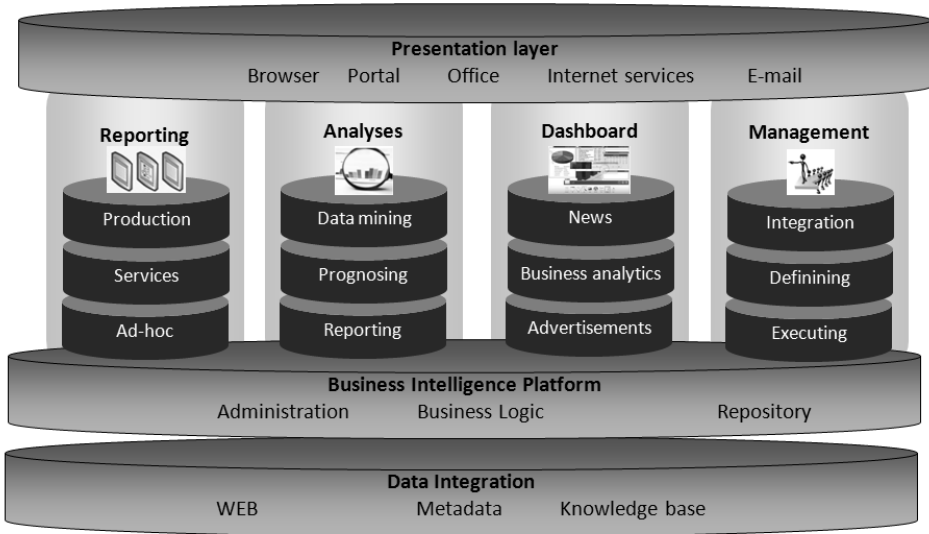 Presentation layer
Browser Portal Office Internet services E-mail
Reporting
Production
Services
Ad-hoc
Analyses
Data mining
Prognosing
Reporting
Dashboard
News
Business analytics
Advertisements
Management
Integration
Definining
Executing
Business Intelligence Platform
Administration Business Logic Repository
Data Integration
WEB Metadata Knowledge base